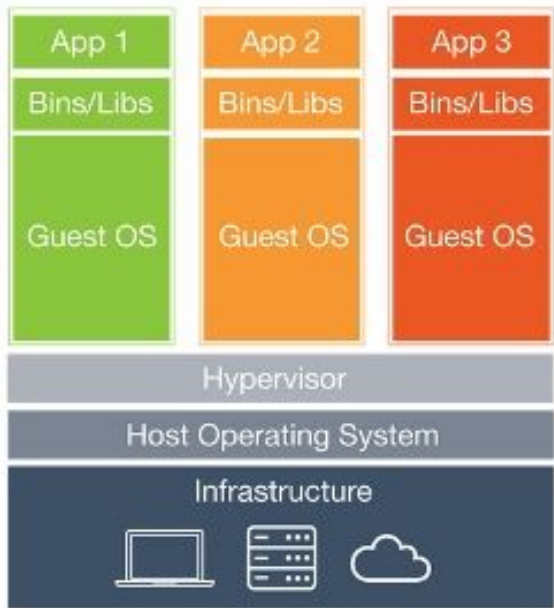 App 1
App 2
App 3
Bins/Libs
Bins/Libs
Bins/Libs
Guest OS
Guest OS
Guest OS
Hypervisor
Host Operating System
Infrastructure